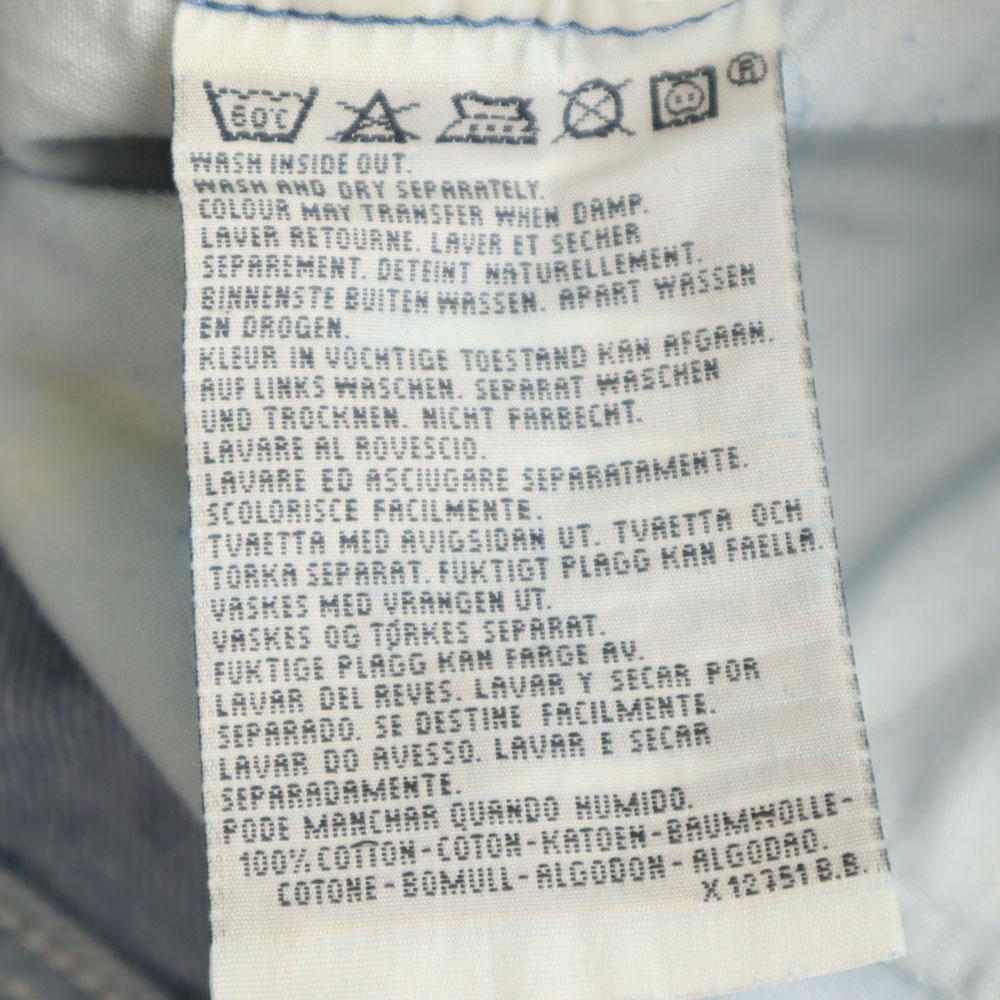 60°C
®
WASH INSIDE OUT.
WASH AND DRY SEPARATELY.
COLOUR MAY TRANSFER WHEN DAMP.
LAVER RETOURNE. LAVER ET SECHER
SEPAREMENT. DETEINT NATURELLEMENT.
BINNENSTE BUITEN WASSEN. APART WASSEN
EN DROGEN.
KLEUR IN VOCHTIGE TOESTAND KAN AFGAAN.
AUF LINKS WASCHEN. SEPARAT WASCHEN
UND TROCKNEN. NICHT FARBECHT.
LAVARE AL ROVESCIO.
LAVARE ED ASCIUGARE SEPARATAMENTE.
SCOLORISCE FACILMENTE.
TVAETTA MED AVIGSIDAN UT. TVAETTA OCH
TORKA SEPARAT. FUKTIGT PLAGG KAN FAELLA.
VASKES MED VRANGEN UT.
VASKES OG TØRKES SEPARAT.
FUKTIGE PLAGG KAN FARGE AV.
LAVAR DEL REVES. LAVAR Y SECAR POR
SEPARADO. SE DESTINE FACILMENTE.
LAVAR DO AVESSO. LAVAR E SECAR
SEPARADAMENTE.
PODE MANCHAR QUANDO HUMIDO.
100% COTTON-COTON-KATOEN-BAUMWOLLE-
COTONE-BOMULL-ALGODON-ALGODAO.
X 12751 B.B.